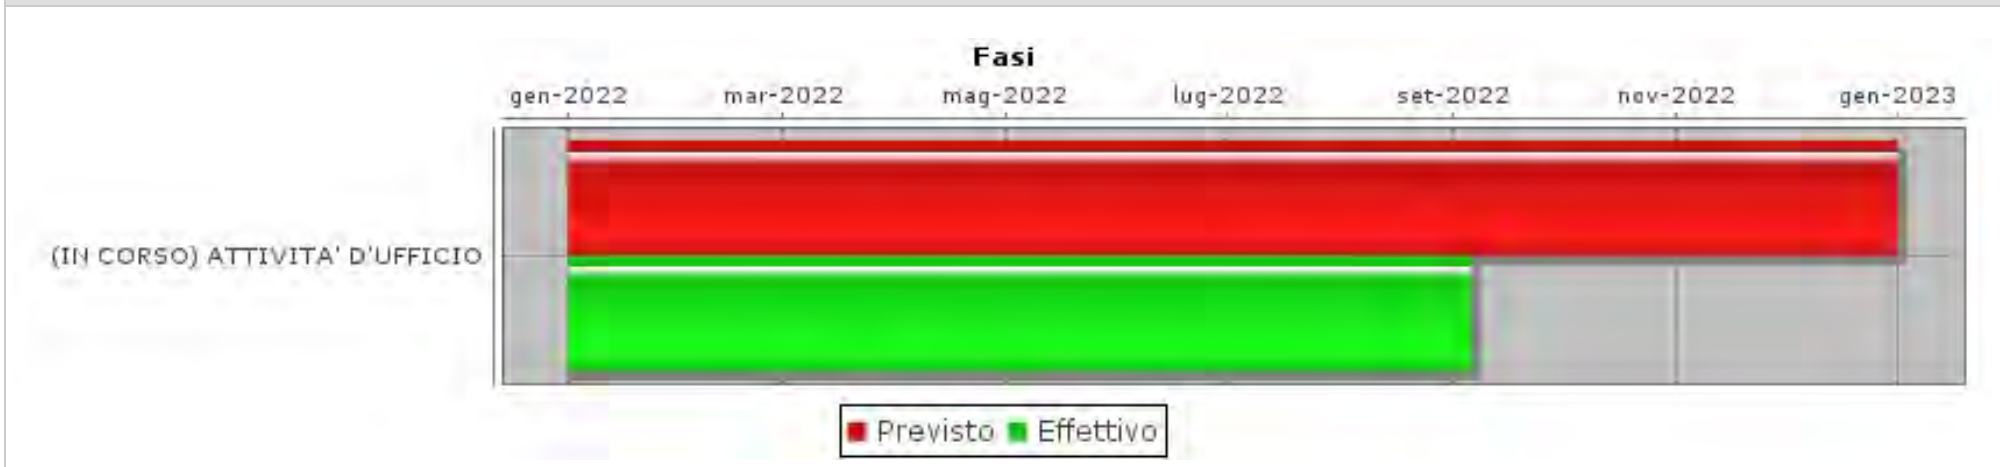 Fasi
gen-2022 mar-2022 mag-2022 lug-2022 set-2022 nov-2022 gen-2023
(IN CORSO) ATTIVITA' D'UFFICIO
Previsto Effettivo